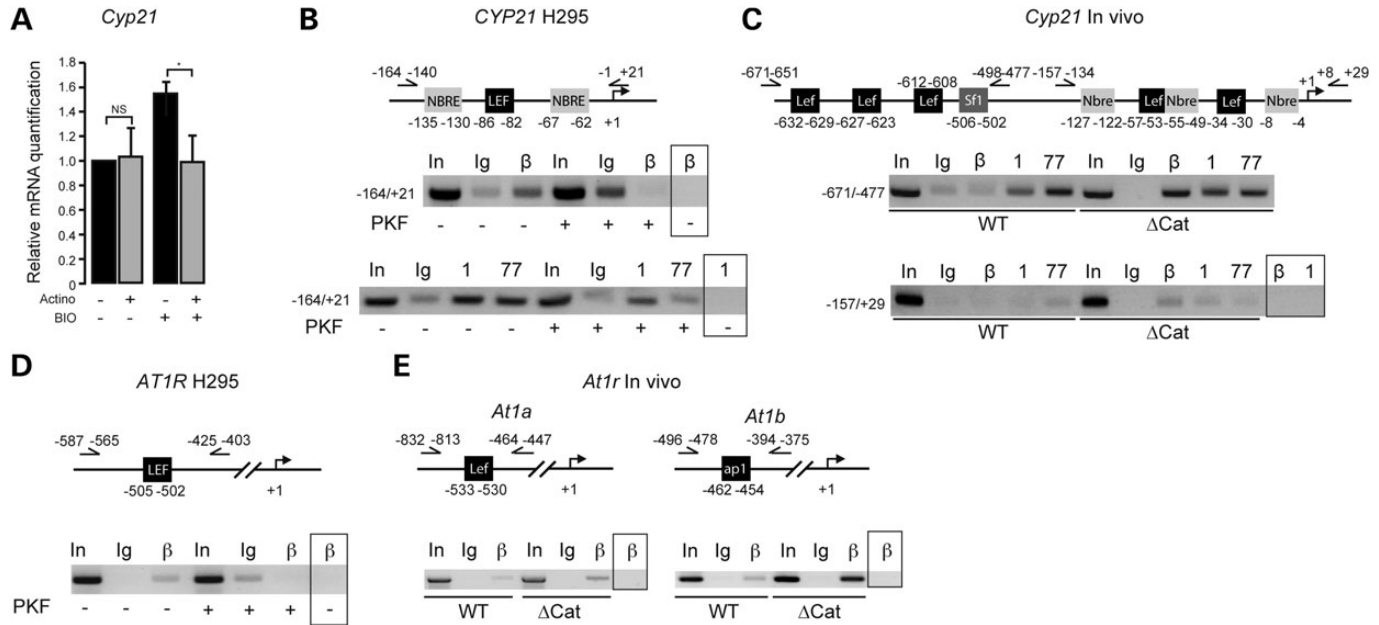 A
Cyp21
Relative mRNA quantification
1.8
1.6
1.4
1.2
1.0
0.8
0.6
0.4
0.2
0
NS
*
Actino - + - +
BIO - - + +
B
CYP21 H295
-164 -140 -1 +21
NBRE LEF NBRE
-135 -130 -86 -82 -67 -62 +1
In Ig β In Ig β β
-164/+21
PKF - - - + + + -
In Ig 1 77 In Ig 1 77 1
-164/+21
PKF - - - - + + + + -
C
Cyp21 In vivo
-671-651 -612-608 -498-477 -157 -134 +1 +8 +29
Lef Lef Lef Sf1 Nbre Lef Nbre Lef Nbre
-632-629 -627-623 -506-502 -127 -122 -57-53 -55-49 -34 -30 -8 -4
In Ig β 1 77 In Ig β 1 77
-671/-477
WT ΔCat
In Ig β 1 77 In Ig β 1 77 β 1
-157/+29
WT ΔCat
D
AT1R H295
-587 -565 -425 -403
LEF
-505 -502 +1
In Ig β In Ig β β
PKF - - - + + + -
E
At1r In vivo
At1a
-832 -813 -464 -447
Lef
-533 -530 +1
In Ig β In Ig β β
WT ΔCat
At1b
-496 -478 -394 -375
ap1
-462 -454 +1
In Ig β In Ig β β
WT ΔCat